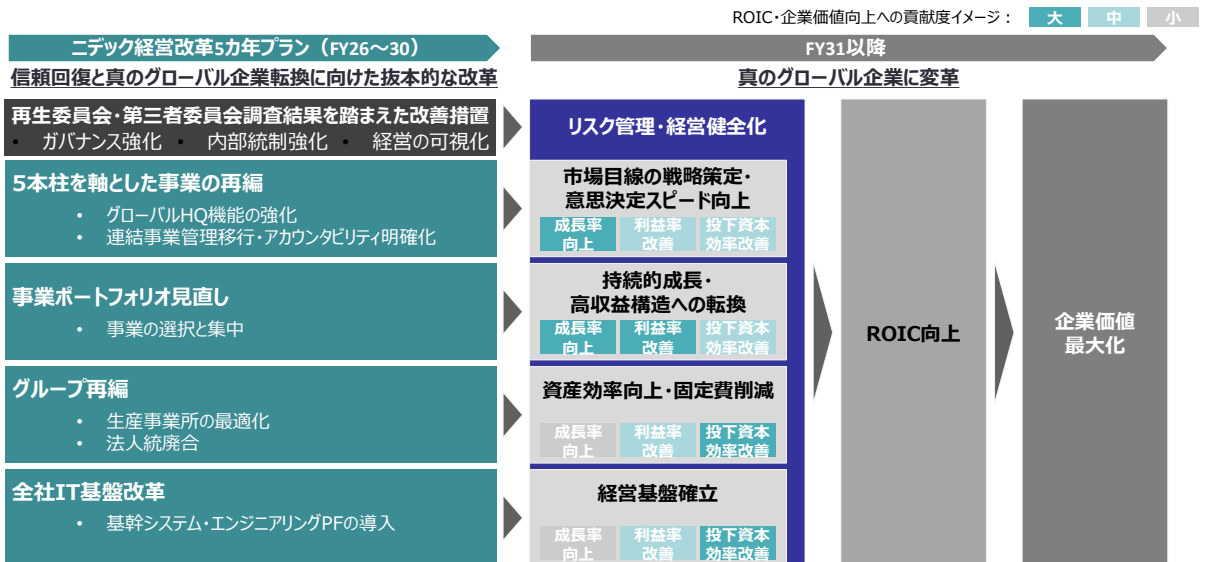 ROIC・企業価値向上への貢献度イメージ： 大 中 小
ニデック経営改革5カ年プラン（FY26～30）
FY31以降
信頼回復と真のグローバル企業転換に向けた抜本的な改革
真のグローバル企業に変革
再生委員会・第三者委員会調査結果を踏まえた改善措置
• ガバナンス強化 • 内部統制強化 • 経営の可視化
リスク管理・経営健全化
5本柱を軸とした事業の再編
• グローバルHQ機能の強化
• 連結事業管理移行・アカウンタビリティ明確化
市場目線の戦略策定・
意思決定スピード向上
成長率 利益率 投下資本
向上 改善 効率改善
事業ポートフォリオ見直し
• 事業の選択と集中
持続的成長・
高収益構造への転換
成長率 利益率 投下資本
向上 改善 効率改善
グループ再編
• 生産事業所の最適化
• 法人統廃合
資産効率向上・固定費削減
成長率 利益率 投下資本
向上 改善 効率改善
全社IT基盤改革
• 基幹システム・エンジニアリングPFの導入
経営基盤確立
成長率 利益率 投下資本
向上 改善 効率改善
ROIC向上
企業価値
最大化